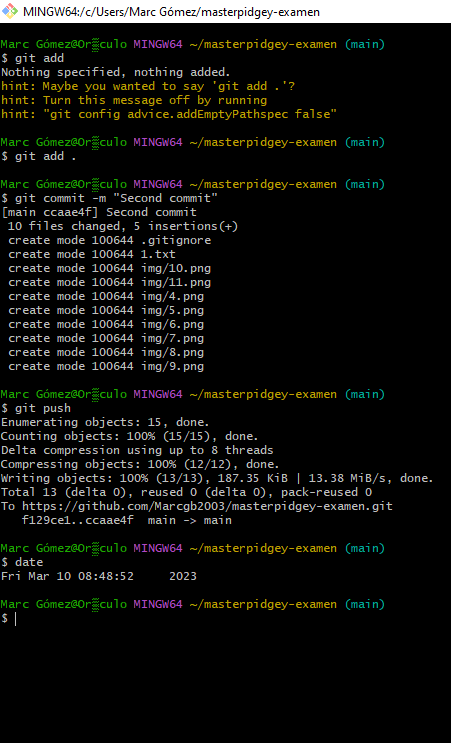 MINGW64:/c/Users/Marc Gómez/masterpidgey-examen
Marc Gómez@Or▒culo MINGW64 ~/masterpidgey-examen (main)
$ git add
Nothing specified, nothing added.
hint: Maybe you wanted to say 'git add .'?
hint: Turn this message off by running
hint: "git config advice.addEmptyPathspec false"
Marc Gómez@Or▒culo MINGW64 ~/masterpidgey-examen (main)
$ git add .
Marc Gómez@Or▒culo MINGW64 ~/masterpidgey-examen (main)
$ git commit -m "Second commit"
[main ccaae4f] Second commit
 10 files changed, 5 insertions(+)
 create mode 100644 .gitignore
 create mode 100644 1.txt
 create mode 100644 img/10.png
 create mode 100644 img/11.png
 create mode 100644 img/4.png
 create mode 100644 img/5.png
 create mode 100644 img/6.png
 create mode 100644 img/7.png
 create mode 100644 img/8.png
 create mode 100644 img/9.png
Marc Gómez@Or▒culo MINGW64 ~/masterpidgey-examen (main)
$ git push
Enumerating objects: 15, done.
Counting objects: 100% (15/15), done.
Delta compression using up to 8 threads
Compressing objects: 100% (12/12), done.
Writing objects: 100% (13/13), 187.35 KiB | 13.38 MiB/s, done.
Total 13 (delta 0), reused 0 (delta 0), pack-reused 0
To https://github.com/Marcgb2003/masterpidgey-examen.git
   f129ce1..ccaae4f  main -> main
Marc Gómez@Or▒culo MINGW64 ~/masterpidgey-examen (main)
$ date
Fri Mar 10 08:48:52     2023
Marc Gómez@Or▒culo MINGW64 ~/masterpidgey-examen (main)
$